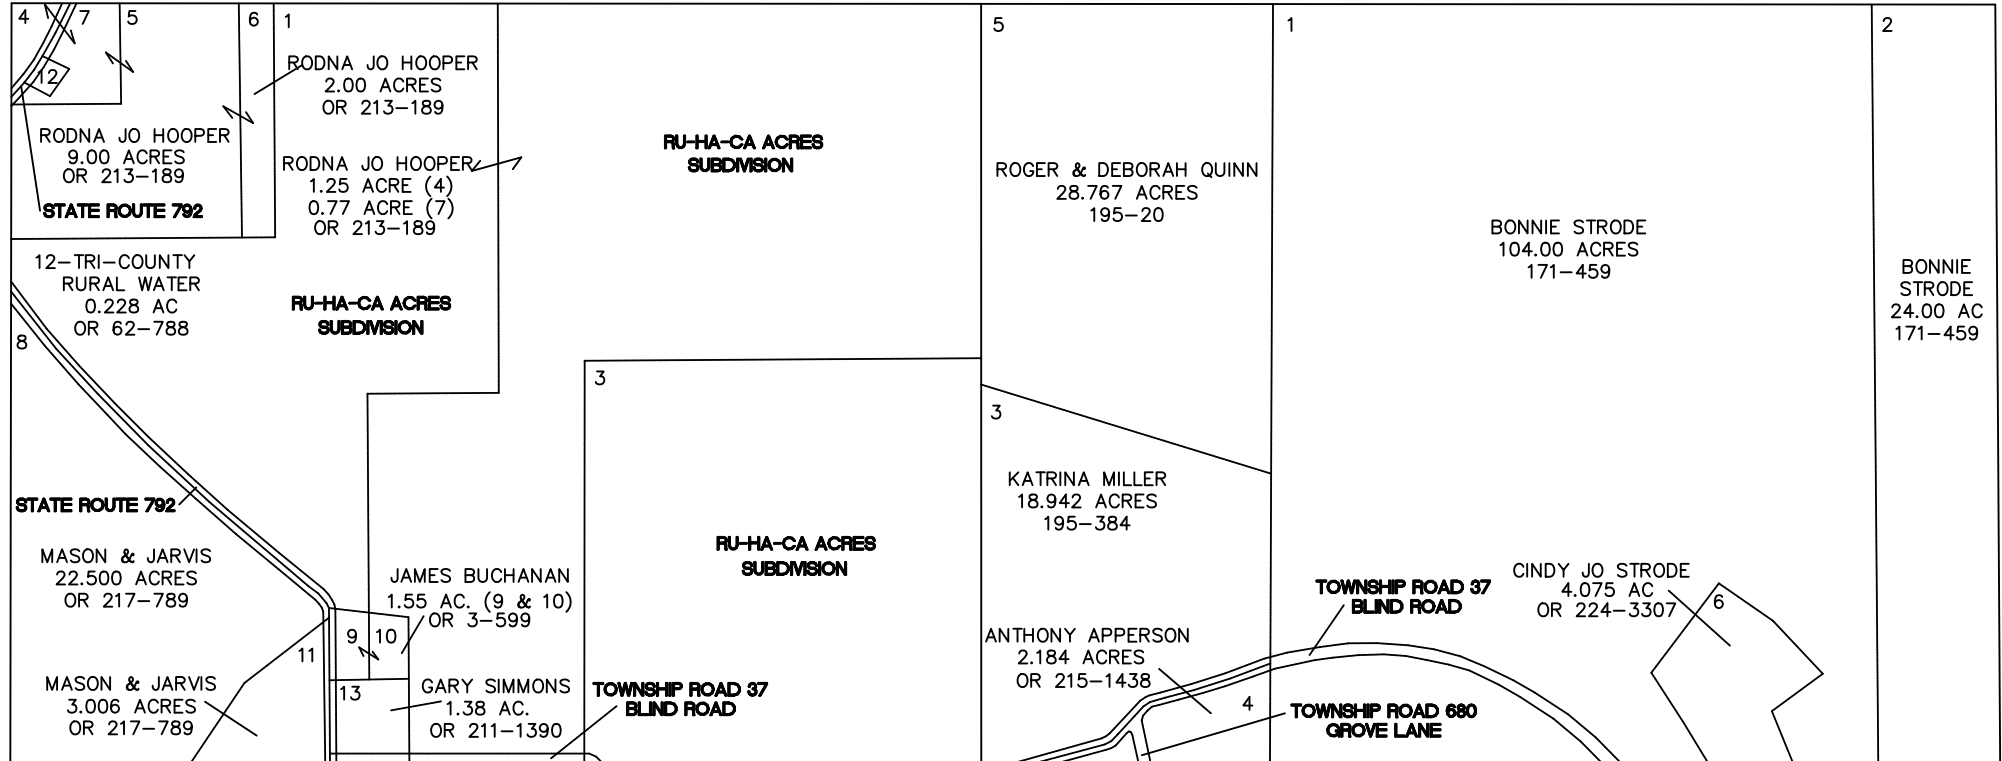 4
7
5
6
1
5
1
2
12
RODNA JO HOOPER
2.00 ACRES
OR 213-189
RODNA JO HOOPER
9.00 ACRES
OR 213-189
STATE ROUTE 792
RODNA JO HOOPER
1.25 ACRE (4)
0.77 ACRE (7)
OR 213-189
RU-HA-CA ACRES
SUBDIVISION
ROGER & DEBORAH QUINN
28.767 ACRES
195-20
BONNIE STRODE
104.00 ACRES
171-459
BONNIE
STRODE
24.00 AC
171-459
12-TRI-COUNTY
RURAL WATER
0.228 AC
OR 62-788
RU-HA-CA ACRES
SUBDIVISION
8
3
3
KATRINA MILLER
18.942 ACRES
195-384
STATE ROUTE 792
MASON & JARVIS
22.500 ACRES
OR 217-789
RU-HA-CA ACRES
SUBDIVISION
JAMES BUCHANAN
1.55 AC. (9 & 10)
OR 3-599
9
10
11
13
TOWNSHIP ROAD 37
BLIND ROAD
CINDY JO STRODE
4.075 AC
OR 224-3307
6
ANTHONY APPERSON
2.184 ACRES
OR 215-1438
4
MASON & JARVIS
3.006 ACRES
OR 217-789
GARY SIMMONS
1.38 AC.
OR 211-1390
TOWNSHIP ROAD 37
BLIND ROAD
TOWNSHIP ROAD 680
GROVE LANE